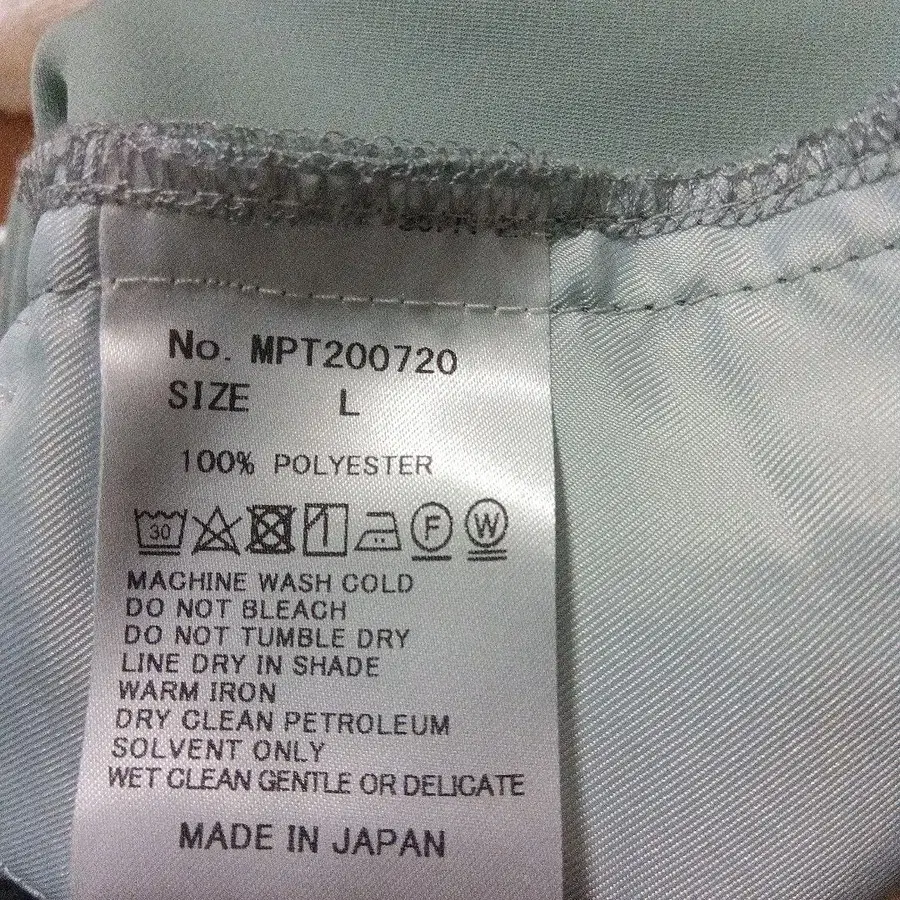 No. MPT200720
SIZE L
100% POLYESTER
30 F W
MACHINE WASH COLD
DO NOT BLEACH
DO NOT TUMBLE DRY
LINE DRY IN SHADE
WARM IRON
DRY CLEAN PETROLEUM
SOLVENT ONLY
WET CLEAN GENTLE OR DELICATE
MADE IN JAPAN